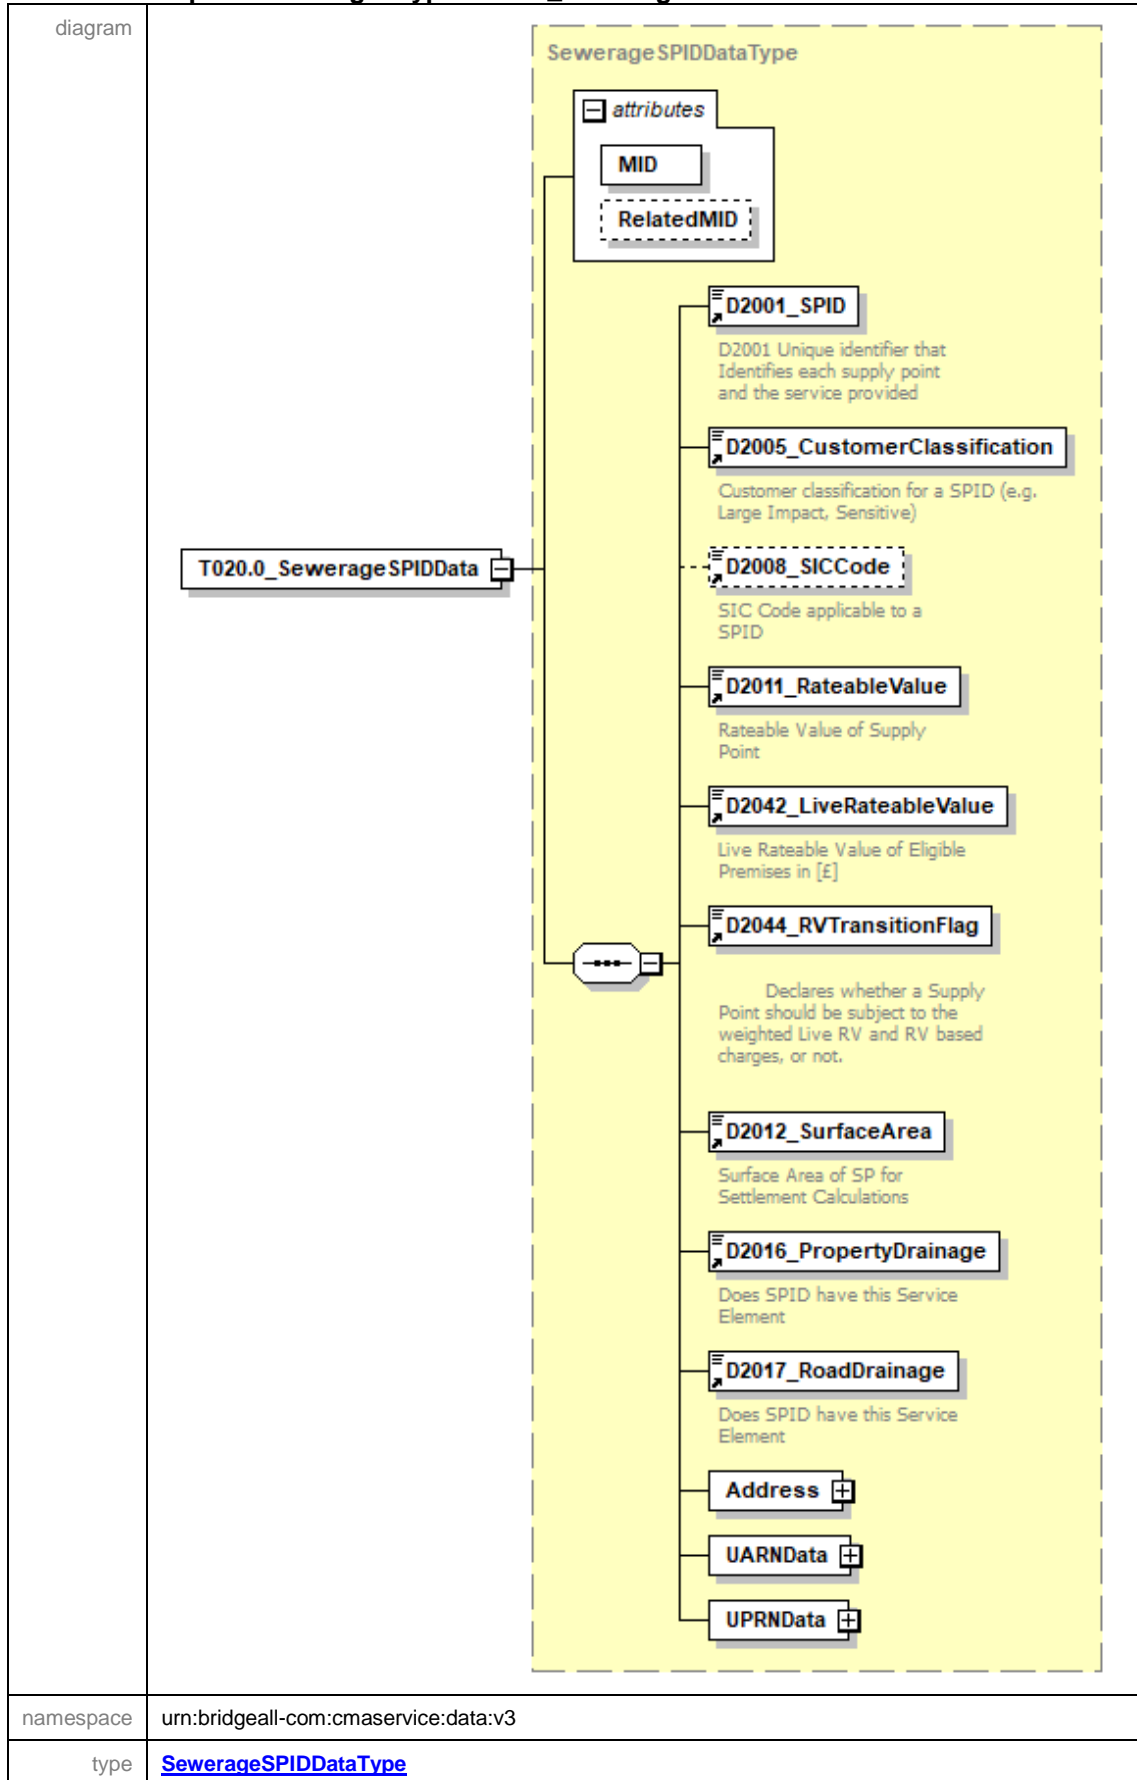 diagram
SewerageSPIDDataType
attributes
MID
RelatedMID
D2001_SPID
D2001 Unique identifier that
Identifies each supply point
and the service provided
D2005_CustomerClassification
Customer classification for a SPID (e.g.
Large Impact, Sensitive)
T020.0_SewerageSPIDData
D2008_SICCode
SIC Code applicable to a
SPID
D2011_RateableValue
Rateable Value of Supply
Point
D2042_LiveRateableValue
Live Rateable Value of Eligible
Premises in [£]
D2044_RVTransitionFlag
Declares whether a Supply
Point should be subject to the
weighted Live RV and RV based
charges, or not.
D2012_SurfaceArea
Surface Area of SP for
Settlement Calculations
D2016_PropertyDrainage
Does SPID have this Service
Element
D2017_RoadDrainage
Does SPID have this Service
Element
Address
UARNData
UPRNData
namespace urn:bridgeall-com:cmaservice:data:v3
type SewerageSPIDDataType